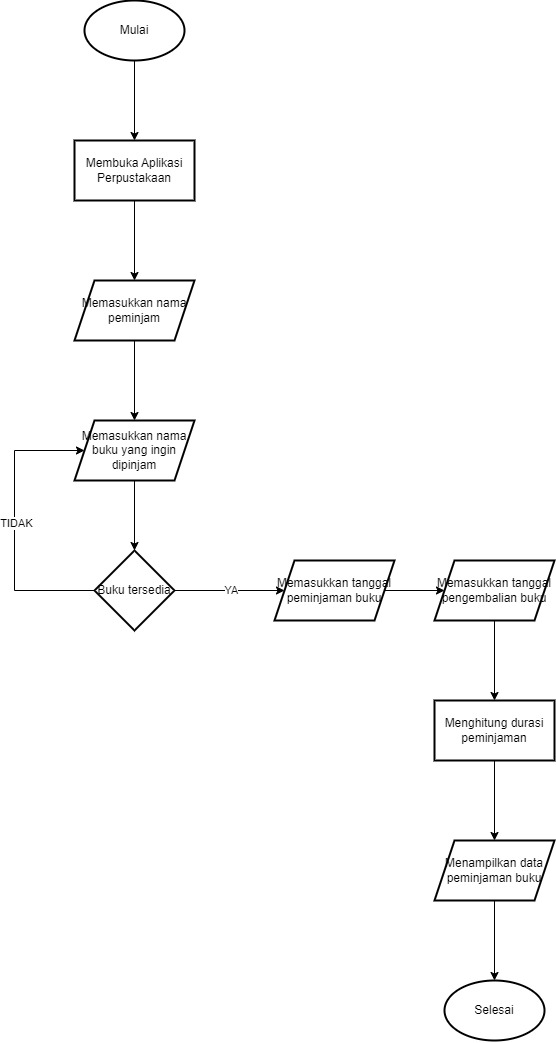 Mulai
Membuka Aplikasi
Perpustakaan
Memasukkan nama
peminjam
Memasukkan nama
buku yang ingin
dipinjam
TIDAK
Buku tersedia
YA
Memasukkan tanggal
peminjaman buku
Memasukkan tanggal
pengembalian buku
Menghitung durasi
peminjaman
Menampilkan data
peminjaman buku
Selesai